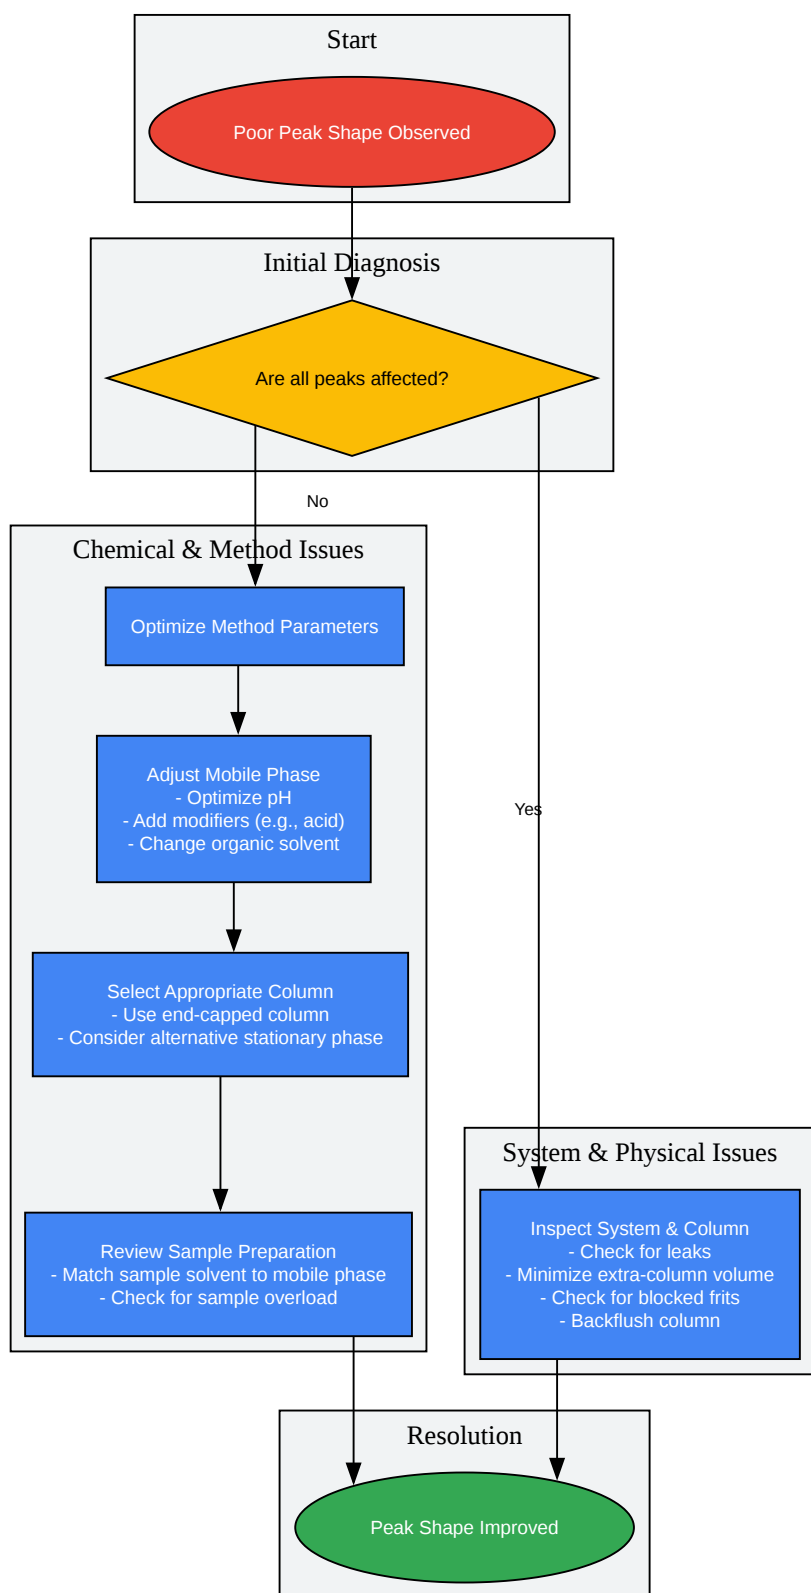 Start
Poor Peak Shape Observed
Initial Diagnosis
Are all peaks affected?
No
Chemical & Method Issues
Optimize Method Parameters
Adjust Mobile Phase
- Optimize pH
- Add modifiers (e.g., acid)
- Change organic solvent
Yes
Select Appropriate Column
- Use end-capped column
- Consider alternative stationary phase
Review Sample Preparation
- Match sample solvent to mobile phase
- Check for sample overload
System & Physical Issues
Inspect System & Column
- Check for leaks
- Minimize extra-column volume
- Check for blocked frits
- Backflush column
Resolution
Peak Shape Improved